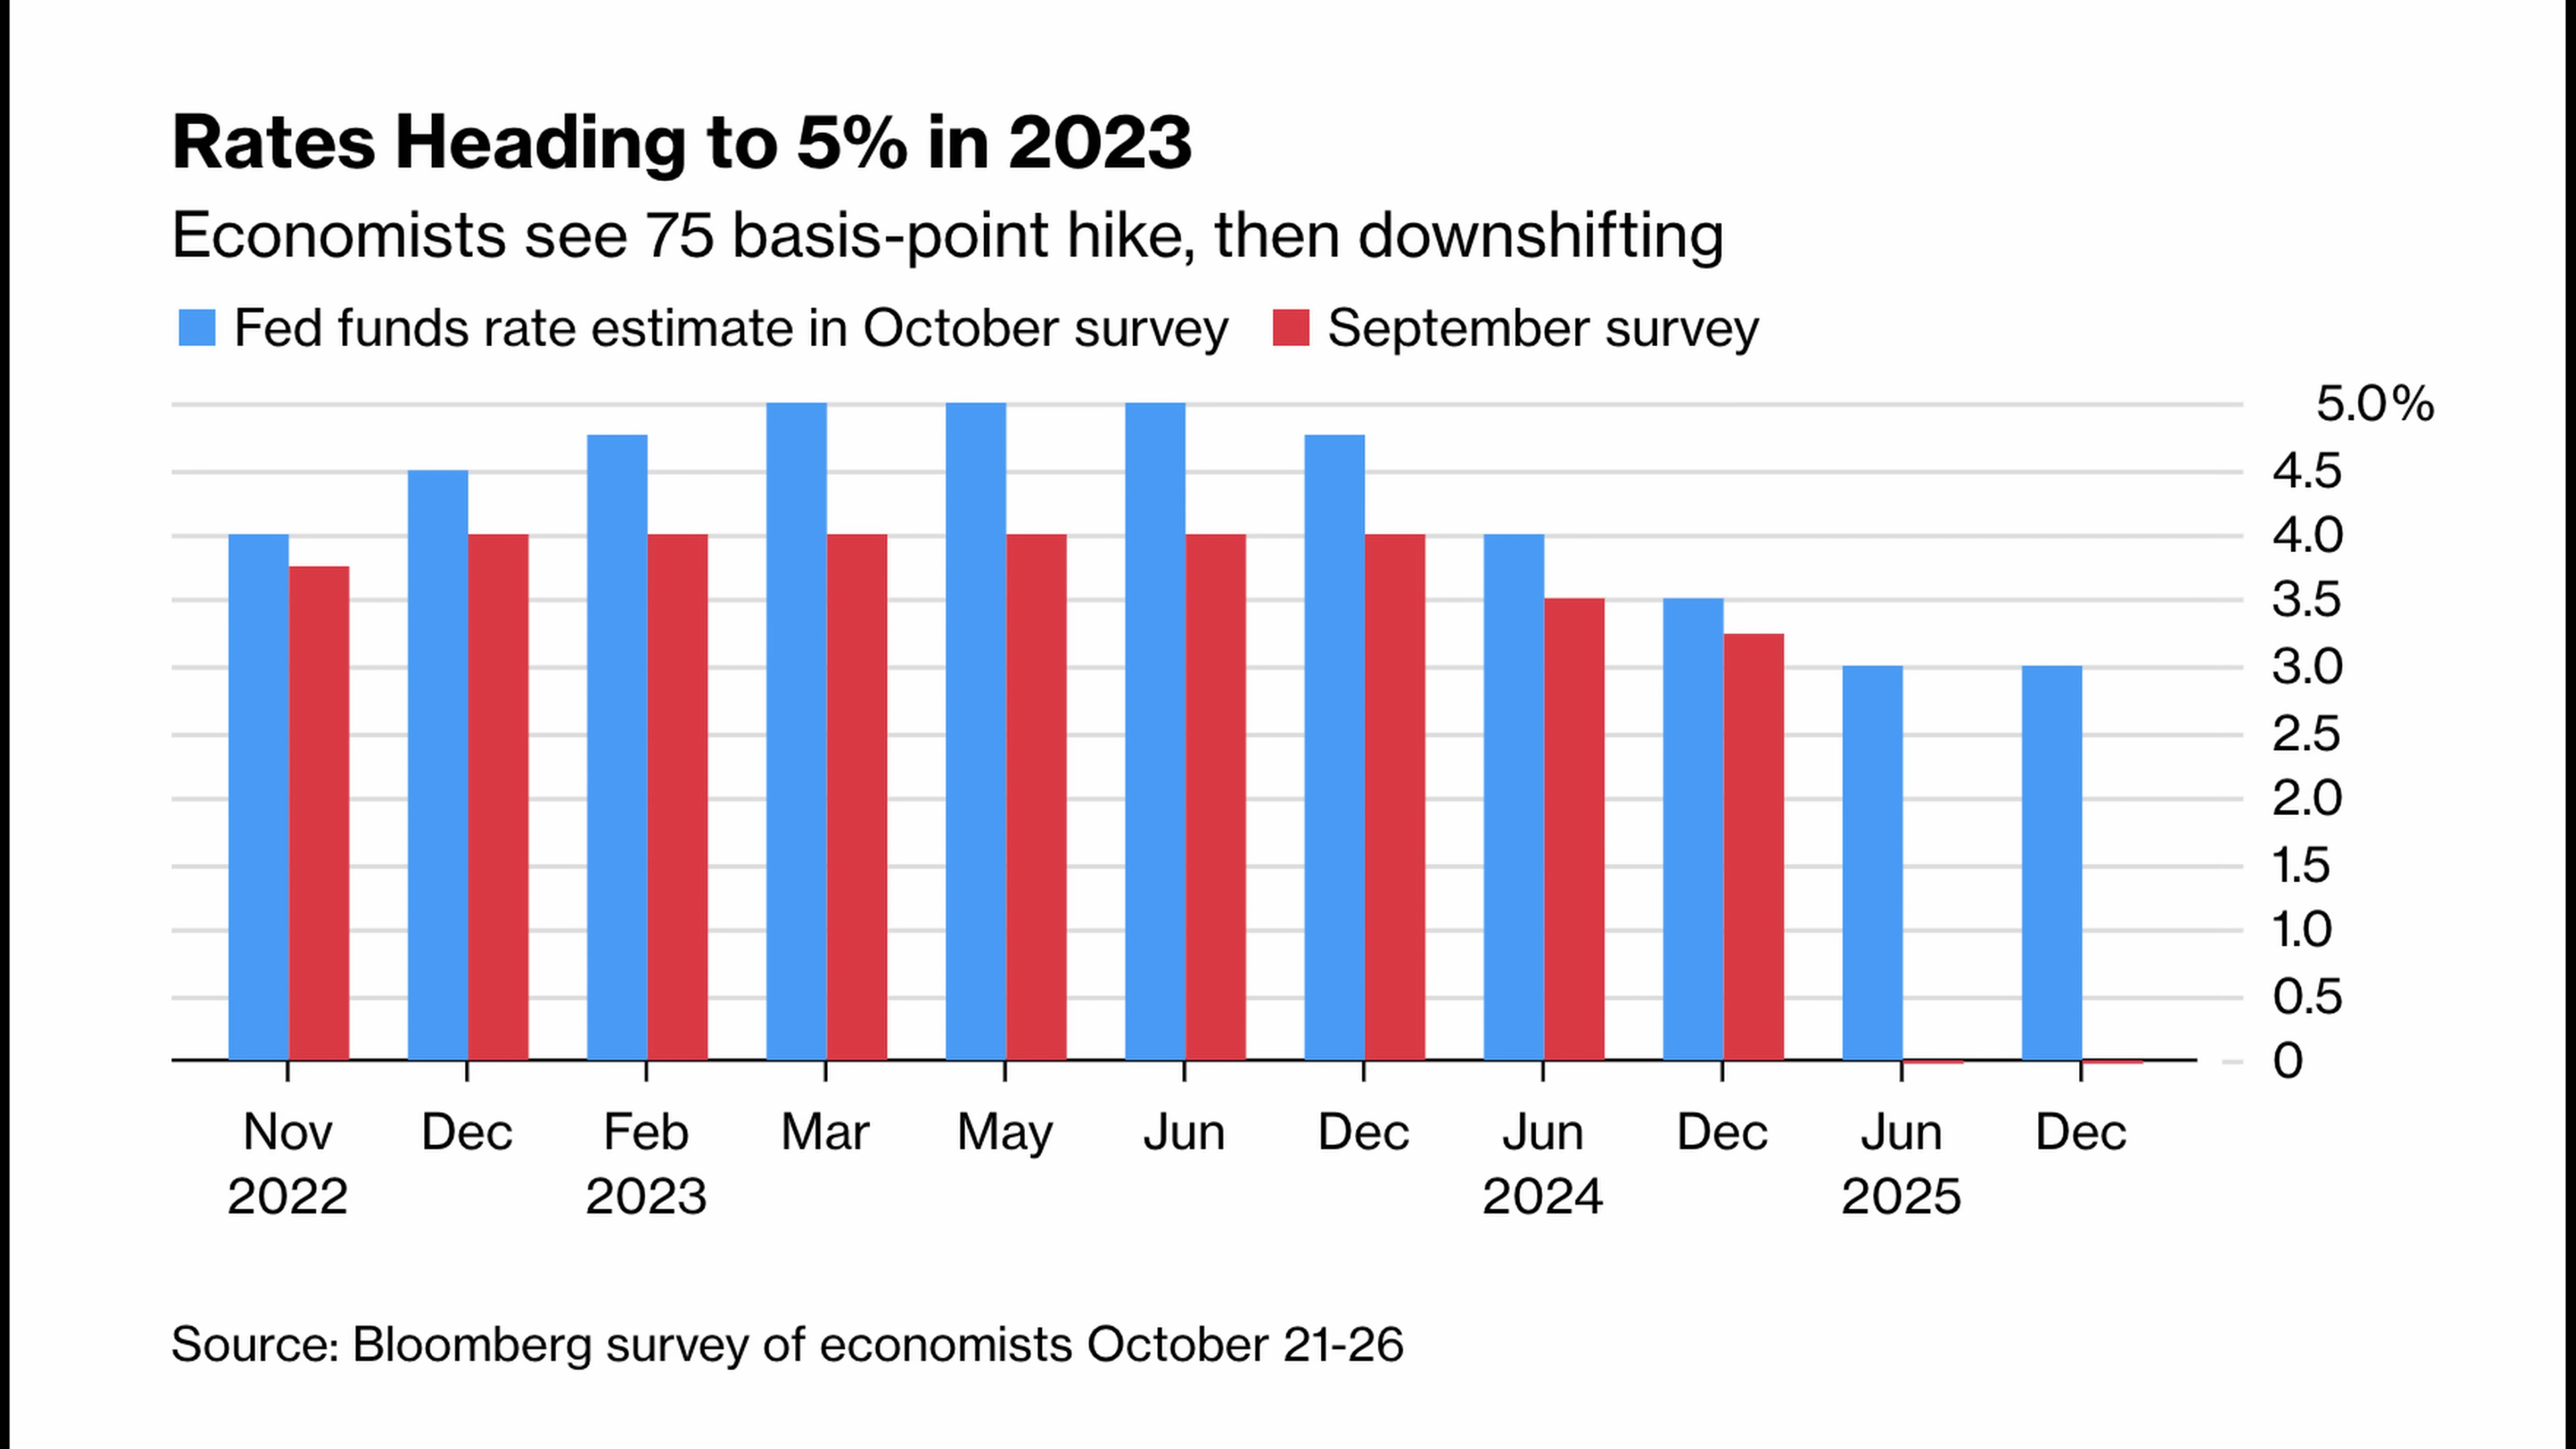 Rates Heading to 5% in 2023
Economists see 75 basis-point hike, then downshifting
Fed funds rate estimate in October survey September survey
5.0%
4.5
4.0
3.5
3.0
2.5
2.0
1.5
1.0
0.5
0
Nov Dec Feb Mar May Jun Dec Jun Dec Jun Dec
2022 2023 2024 2025
Source: Bloomberg survey of economists October 21-26